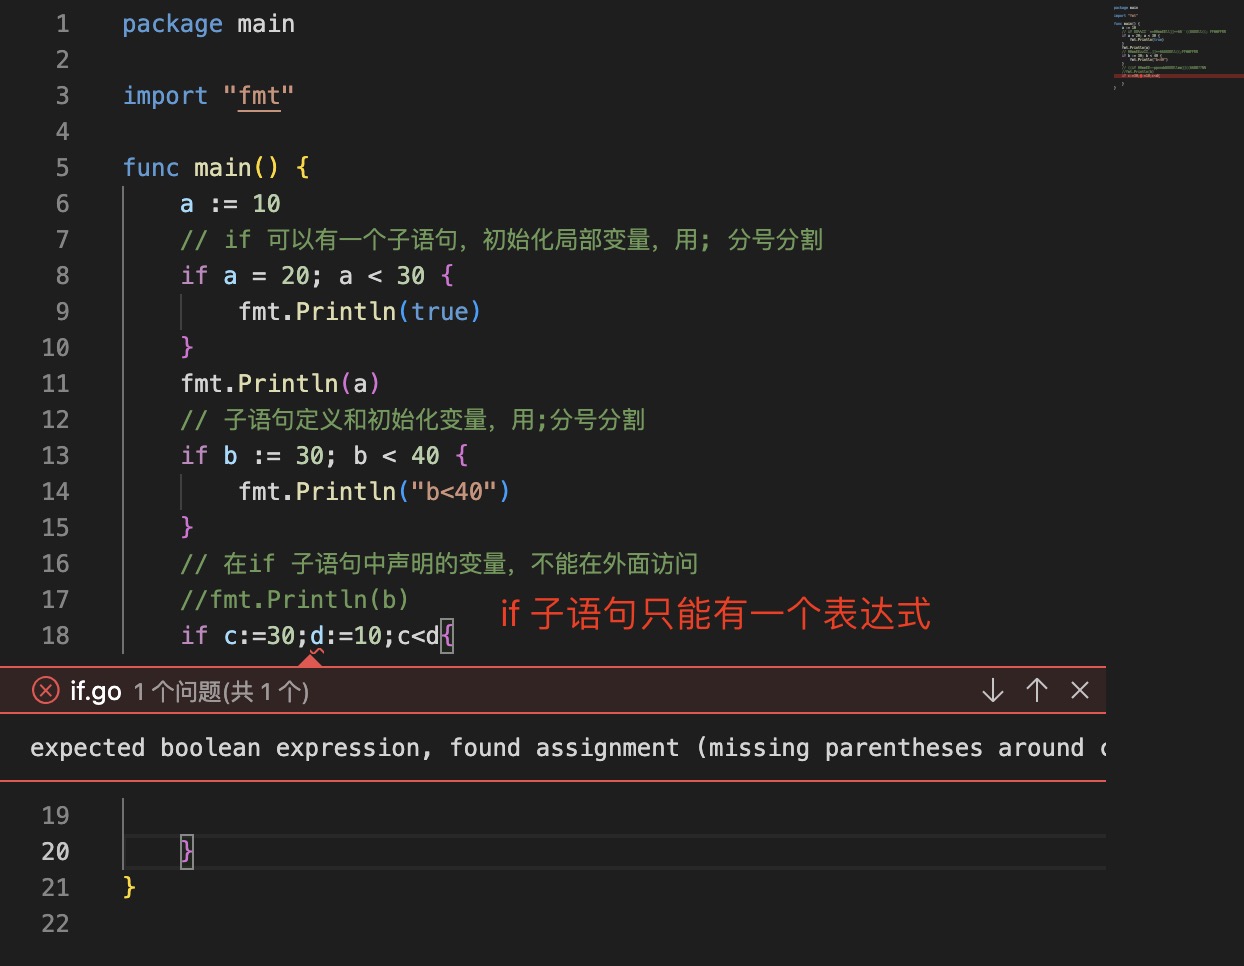 1 package main
2
3 import "fmt"
4
5 func main() {
6 a := 10
7 // if 可以有一个子语句，初始化局部变量，用; 分号分割
8 if a = 20; a < 30 {
9 fmt.Println(true)
10 }
11 fmt.Println(a)
12 // 子语句定义和初始化变量，用;分号分割
13 if b := 30; b < 40 {
14 fmt.Println("b<40")
15 }
16 // 在if 子语句中声明的变量，不能在外面访问
17 //fmt.Println(b)
if 子语句只能有一个表达式
18 if c:=30;d:=10;c<d{
if.go 1 个问题(共 1 个)
expected boolean expression, found assignment (missing parentheses around
19
20 }
21 }
22